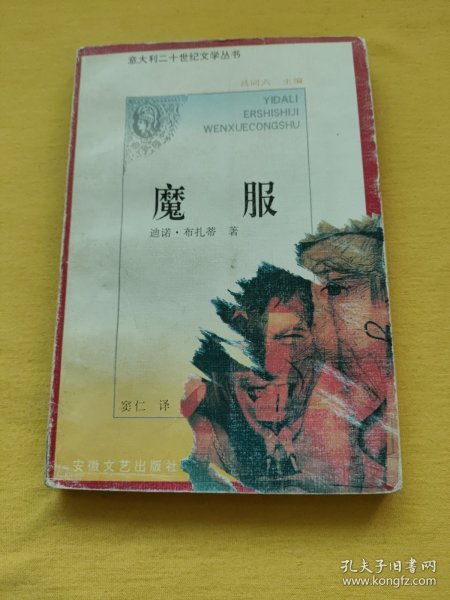 意大利二十世纪文学丛书
吕同六 主编
YIDALI
ERSHISHIJI
WENXUECONGSHU
魔 服
迪诺·布扎蒂 著
窦仁 译
安徽文艺出版社
孔夫子旧书网
www.kongfz.com